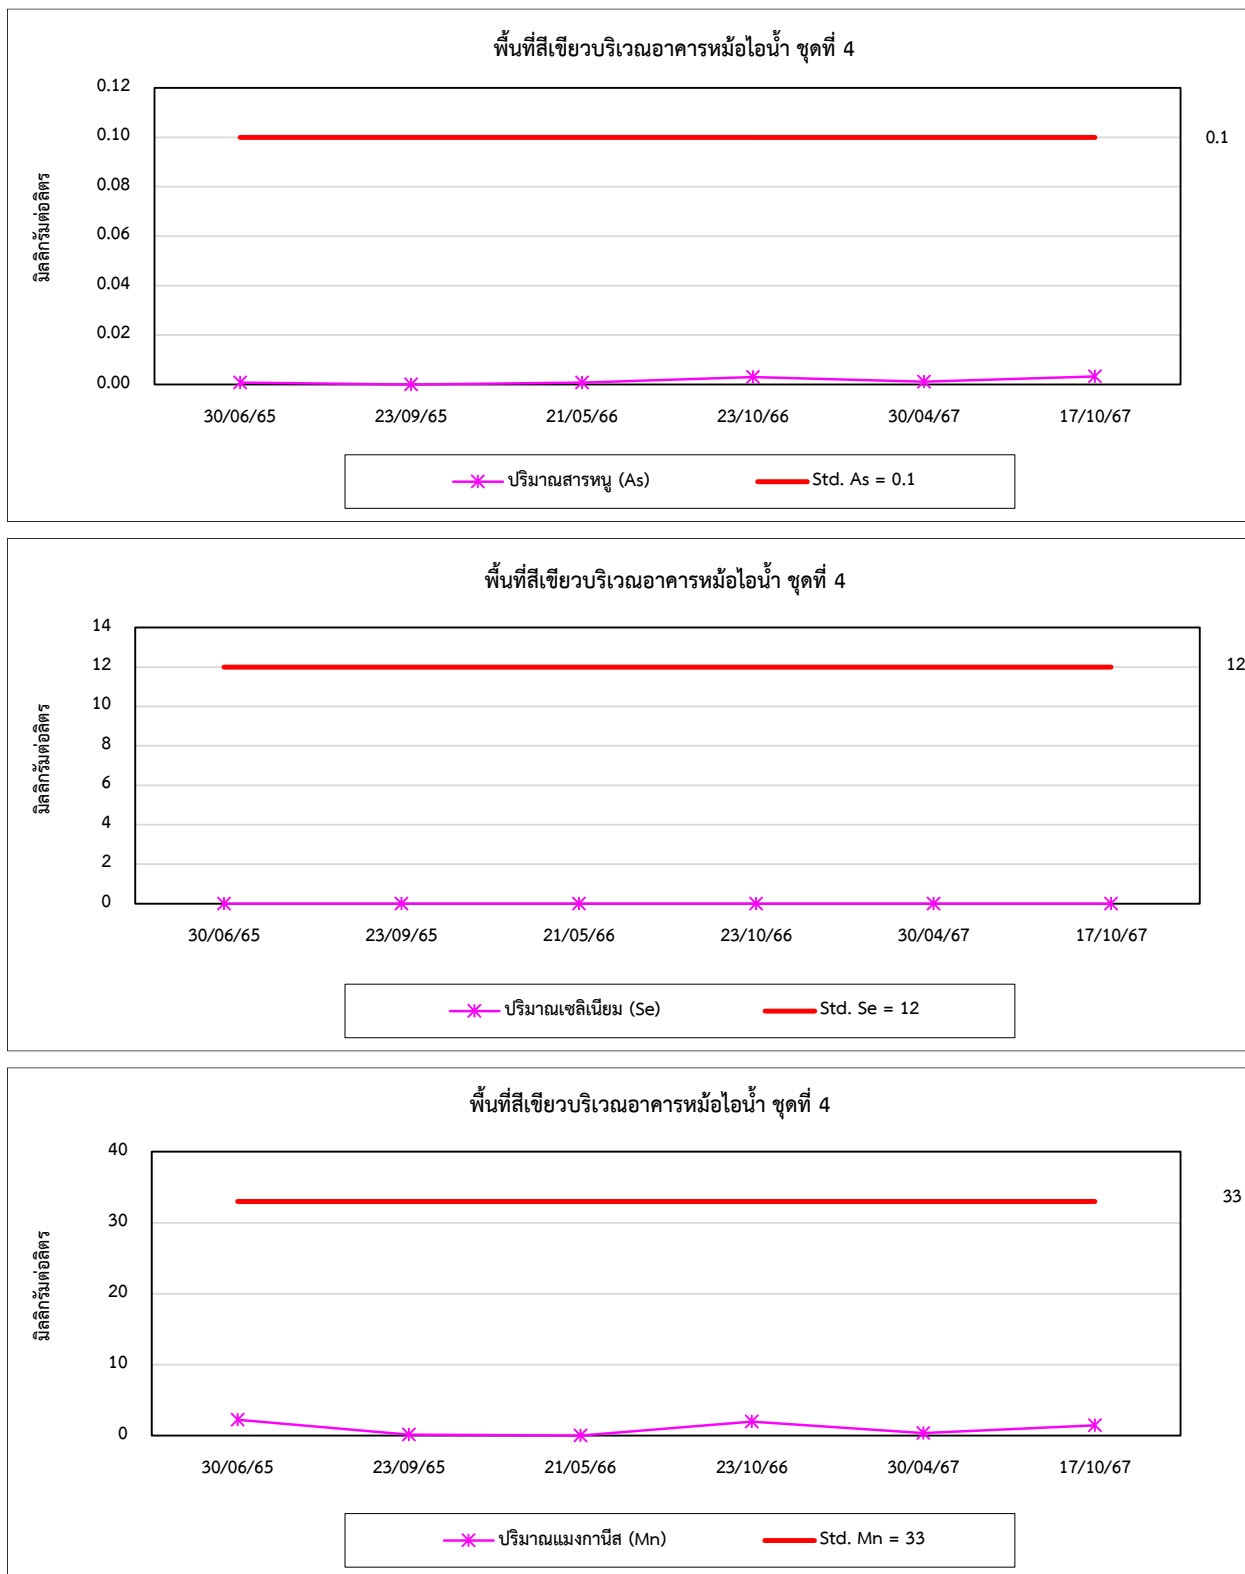 พื้นที่สีเขียวบริเวณอาคารหม้อไอน้ำ ชุดที่ 4
มิลลิกรัมต่อลิตร
0.12
0.10
0.08
0.06
0.04
0.02
0.00
0.1
30/06/65 23/09/65 21/05/66 23/10/66 30/04/67 17/10/67
ปริมาณสารหนู (As) Std. As = 0.1
พื้นที่สีเขียวบริเวณอาคารหม้อไอน้ำ ชุดที่ 4
มิลลิกรัมต่อลิตร
14
12
10
8
6
4
2
0
12
30/06/65 23/09/65 21/05/66 23/10/66 30/04/67 17/10/67
ปริมาณเซลิเนียม (Se) Std. Se = 12
พื้นที่สีเขียวบริเวณอาคารหม้อไอน้ำ ชุดที่ 4
มิลลิกรัมต่อลิตร
40
30
20
10
0
33
30/06/65 23/09/65 21/05/66 23/10/66 30/04/67 17/10/67
ปริมาณแมงกานีส (Mn) Std. Mn = 33